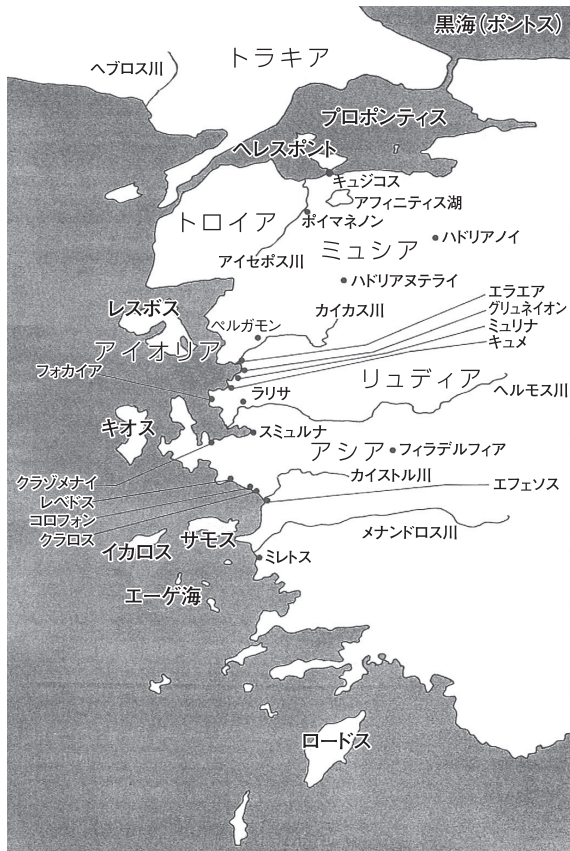 黒海(ポントス)
トラキア
ヘブロス川
プロポンティス
ヘレスポント
キュジコス
アフィニティス湖
トロイア
ポイマネノン
ミュシア
ハドリアノイ
アイセポス川
ハドリアヌテライ
エラエア
レスボス
カイカス川
グリュネイオン
ペルガモン
ミュリナ
アイオリア
キュメ
フォカイア
リュディア
ラリサ
ヘルモス川
キオス
スミュルナ
アシア
フィラデルフィア
クラゾメナイ
カイストル川
エフェソス
レベドス
コロフォン
クラロス
サモス
メナンドロス川
イカロス
ミレトス
エーゲ海
ロードス